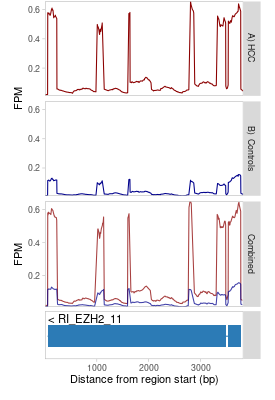 FPM
0.6
0.4
0.2
A) HCC
0.6
0.4
0.2
B) Controls
FPM
0.6
0.4
0.2
Combined
< RI_EZH2_11
1000
2000
3000
Distance from region start (bp)